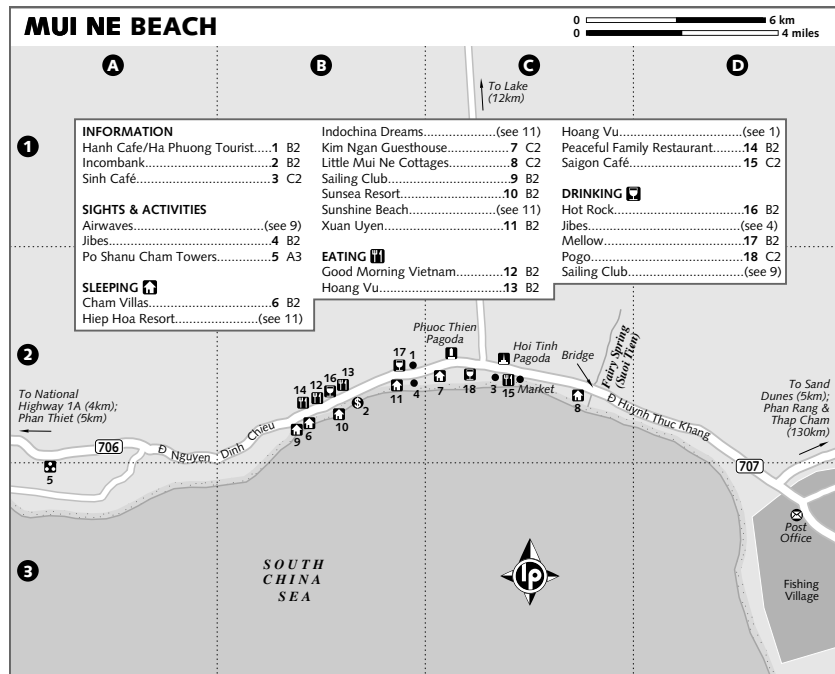 MUI NE BEACH
0 6 km
0 4 miles
A B C D
1
To Lake
(12km)
INFORMATION
Hanh Cafe/Ha Phuong Tourist.....1 B2
Incombank..................................2 B2
Sinh Café.....................................3 C2
SIGHTS & ACTIVITIES
Airwaves................................(see 9)
Jibes............................................4 B2
Po Shanu Cham Towers..............5 A3
SLEEPING
Cham Villas..................................6 B2
Hiep Hoa Resort....................(see 11)
Indochina Dreams.................(see 11)
Kim Ngan Guesthouse.................7 C2
Little Mui Ne Cottages.................8 C2
Sailing Club..................................9 B2
Sunsea Resort............................10 B2
Sunshine Beach.....................(see 11)
Xuan Uyen.................................11 B2
EATING
Good Morning Vietnam..............12 B2
Hoang Vu...................................13 B2
Hoang Vu................................(see 1)
Peaceful Family Restaurant........14 B2
Saigon Café...............................15 C2
DRINKING
Hot Rock....................................16 B2
Jibes........................................(see 4)
Mellow.......................................17 B2
Pogo..........................................18 C2
Sailing Club.............................(see 9)
2
Phuoc Thien
Pagoda
Hoi Tinh
Pagoda
Bridge
Fairy Spring
(Suoi Tien)
17 1
16 13
14 12
11 4
7 18 3 15
Market
8
9 6 10 2
To National
Highway 1A (4km);
Phan Thiet (5km)
706
Đ Nguyen Dinh Chieu
5
Đ Huynh Thuc Khang
707
To Sand
Dunes (5km);
Phan Rang &
Thap Cham
(130km)
3
SOUTH
CHINA
SEA
lp
Post
Office
Fishing
Village